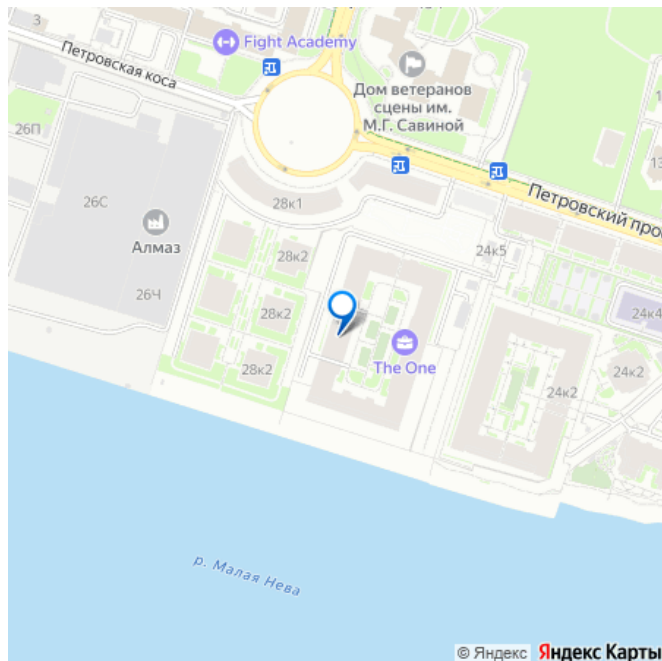 3
Петровская коса
Fight Academy
Дом ветеранов
сцены им.
М.Г. Савиной
26П
26С
Алмаз
26Ч
28к1
Петровский про
28к2
24к5
28к2
24к4
The One
28к2
24к2
24к2
р. Малая Нева
© Яндекс Яндекс Карты